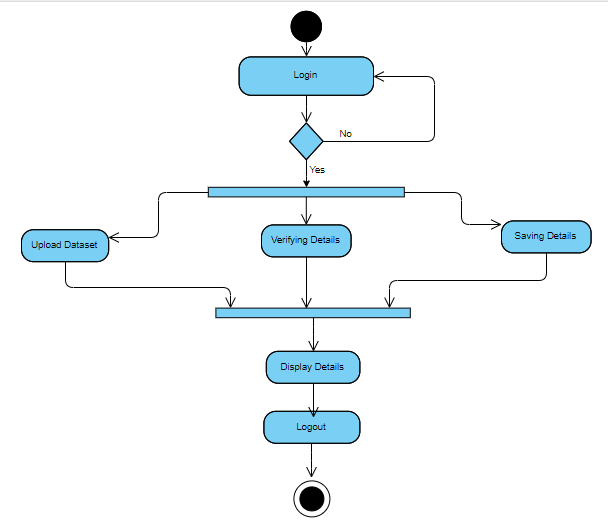 Login
No
Yes
Upload Dataset
Verifying Details
Saving Details
Display Details
Logout